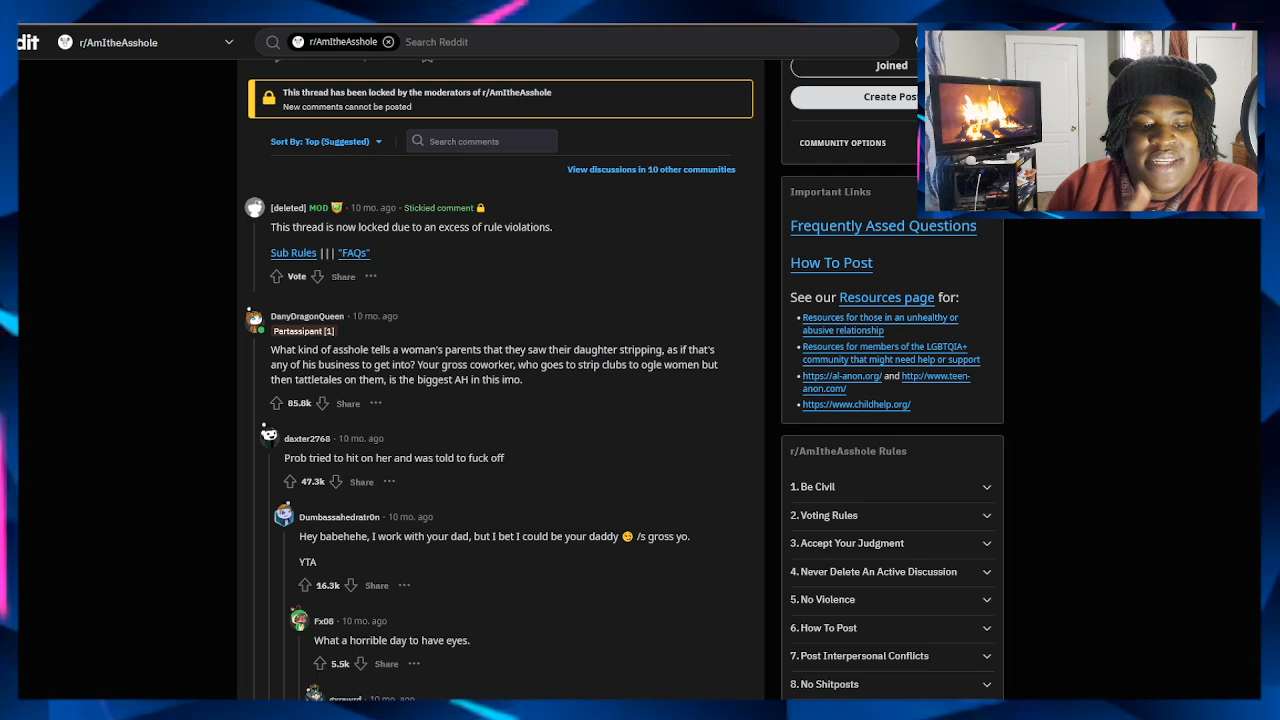 dit
r/AmItheAsshole
r/AmItheAsshole
Search Reddit
This thread has been locked by the moderators of r/AmItheAsshole
New comments cannot be posted
Sort By: Top (Suggested)
Search comments
View discussions in 10 other communities
[deleted] MOD · 10 mo. ago · Stickied comment
This thread is now locked due to an excess of rule violations.
Sub Rules ||| "FAQs"
Vote Share ···
DanyDragonQueen · 10 mo. ago
Partassipant [1]
What kind of asshole tells a woman's parents that they saw their daughter stripping, as if that's
any of his business to get into? Your gross coworker, who goes to strip clubs to ogle women but
then tattletales on them, is the biggest AH in this imo.
85.8k Share ···
daxter2768 · 10 mo. ago
Prob tried to hit on her and was told to fuck off
47.3k Share ···
Dumbassahedratr0n · 10 mo. ago
Hey babehehe, I work with your dad, but I bet I could be your daddy 😏 /s gross yo.
YTA
16.3k Share ···
Fx08 · 10 mo. ago
What a horrible day to have eyes.
5.5k Share ···
10 mo. ago
Joined
Create Pos
COMMUNITY OPTIONS
Important Links
Frequently Assed Questions
How To Post
See our Resources page for:
• Resources for those in an unhealthy or
abusive relationship
• Resources for members of the LGBTQIA+
community that might need help or support
• https://al-anon.org/ and http://www.teen-
anon.com/
• https://www.childhelp.org/
r/AmItheAsshole Rules
1. Be Civil
2. Voting Rules
3. Accept Your Judgment
4. Never Delete An Active Discussion
5. No Violence
6. How To Post
7. Post Interpersonal Conflicts
8. No Shitposts